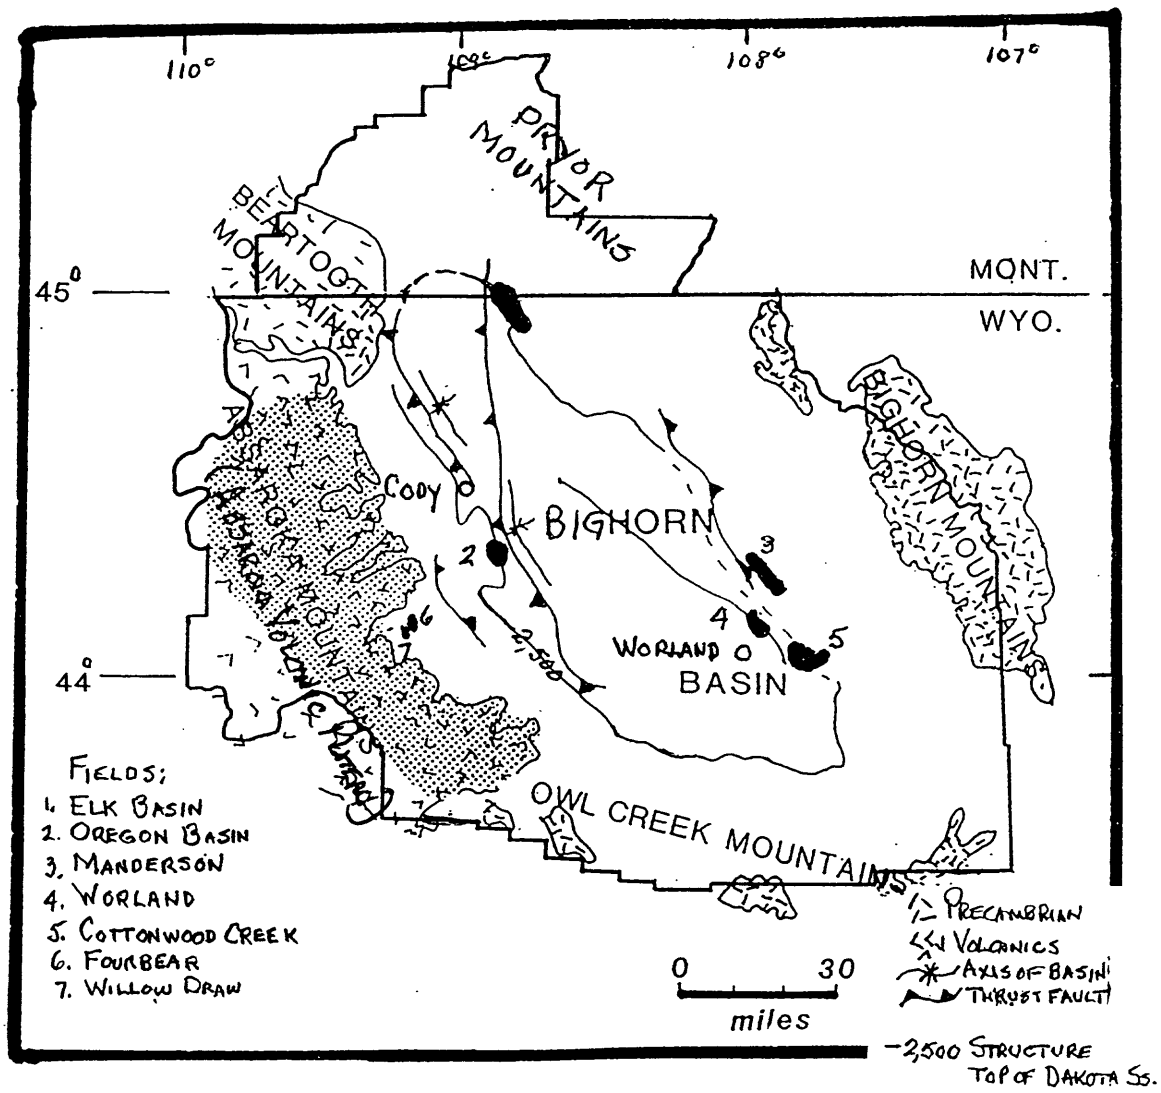 110° 109° 108° 107°
PRYOR
MOUNTAINS
BEARTOOTH
MOUNTAINS
45°
MONT.
WYO.
ABSAROKA MOUNTAINS
BIGHORN MOUNTAINS
CODY
BIGHORN
2
3
6
4
5
7
WORLAND
2,500
BASIN
44°
FIELDS;
1. ELK BASIN
2. OREGON BASIN
3. MANDERSON
4. WORLAND
5. COTTONWOOD CREEK
6. FOURBEAR
7. WILLOW DRAW
OWL CREEK MOUNTAINS
PRECAMBRIAN
VOLCANICS
AXIS OF BASIN
THRUST FAULT
0 30
miles
-2,500 STRUCTURE
TOP OF DAKOTA SS.